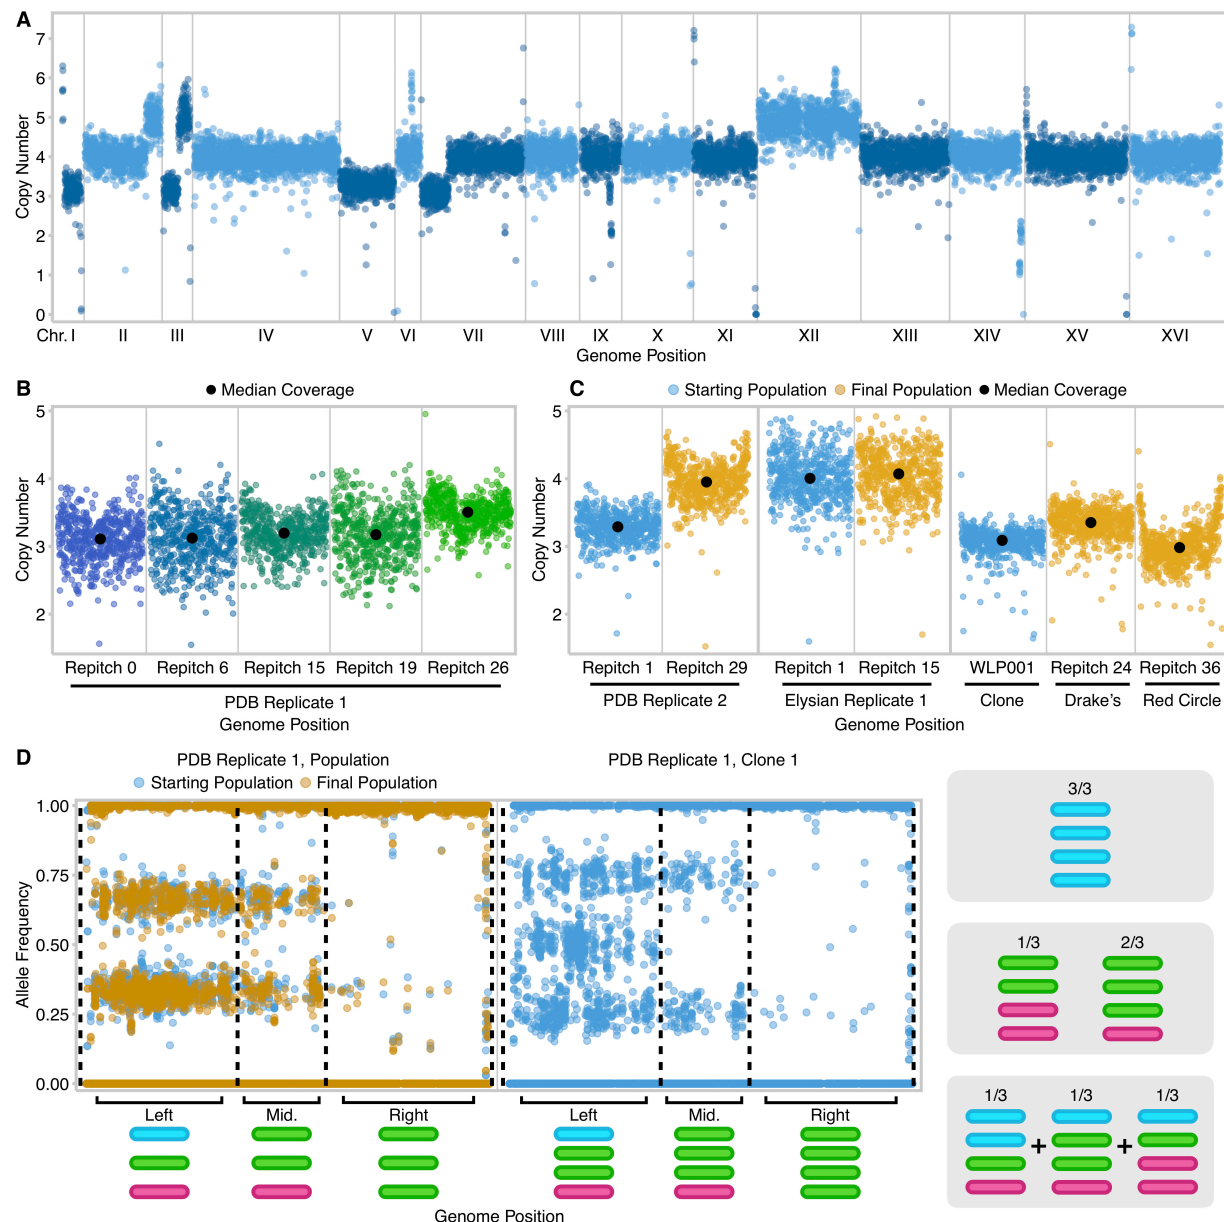 A
7
6
5
4
3
2
1
0
Copy Number
Chr. I II III IV V VI VII VIII IX X XI XII XIII XIV XV XVI
Genome Position
B
Median Coverage
5
4
3
2
Copy Number
Repitch 0 Repitch 6 Repitch 15 Repitch 19 Repitch 26
PDB Replicate 1
Genome Position
C
Starting Population Final Population Median Coverage
5
4
3
2
Copy Number
Repitch 1 Repitch 29 Repitch 1 Repitch 15 WLP001 Repitch 24 Repitch 36
PDB Replicate 2 Elysian Replicate 1 Clone Drake's Red Circle
Genome Position
D
PDB Replicate 1, Population
Starting Population Final Population
PDB Replicate 1, Clone 1
1.00
0.75
0.50
0.25
0.00
Allele Frequency
Left Mid. Right Left Mid. Right
Genome Position
3/3
1/3 2/3
1/3 1/3 1/3
+ +